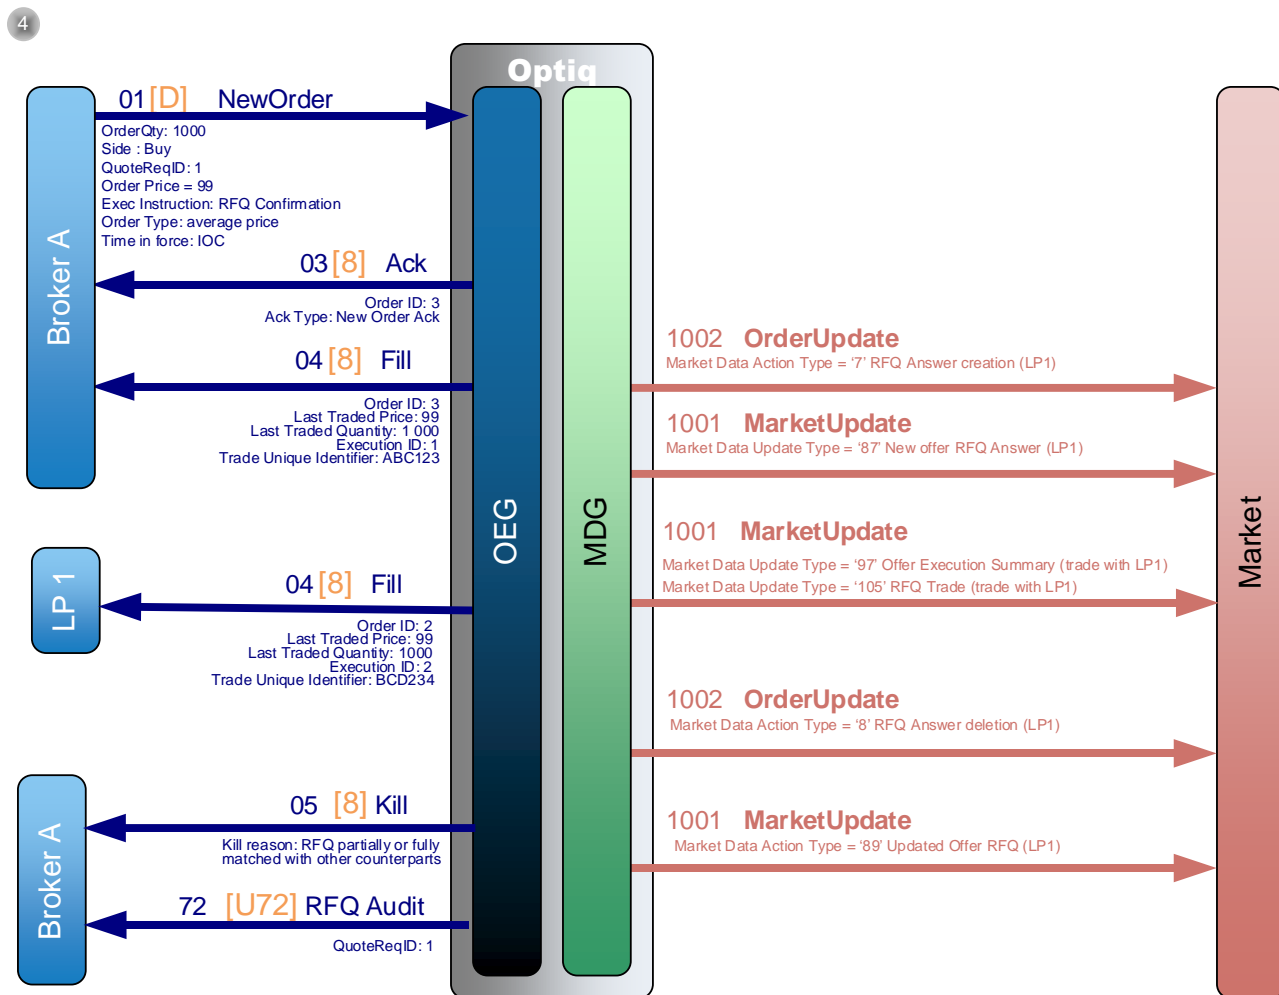 4
Optiq
01 [D] NewOrder
OrderQty: 1000
Side : Buy
QuoteReqID: 1
Order Price = 99
Exec Instruction: RFQ Confirmation
Order Type: average price
Time in force: IOC
Broker A
03 [8] Ack
Order ID: 3
Ack Type: New Order Ack
04 [8] Fill
Order ID: 3
Last Traded Price: 99
Last Traded Quantity: 1 000
Execution ID: 1
Trade Unique Identifier: ABC123
LP 1
04 [8] Fill
Order ID: 2
Last Traded Price: 99
Last Traded Quantity: 1000
Execution ID: 2
Trade Unique Identifier: BCD234
Broker A
05 [8] Kill
Kill reason: RFQ partially or fully
matched with other counterparts
72 [U72] RFQ Audit
QuoteReqID: 1
OEG
MDG
1002 OrderUpdate
Market Data Action Type = ‘7’ RFQ Answer creation (LP1)
1001 MarketUpdate
Market Data Update Type = ‘87’ New offer RFQ Answer (LP1)
1001 MarketUpdate
Market Data Update Type = ‘97’ Offer Execution Summary (trade with LP1)
Market Data Update Type = ‘105’ RFQ Trade (trade with LP1)
1002 OrderUpdate
Market Data Action Type = ‘8’ RFQ Answer deletion (LP1)
1001 MarketUpdate
Market Data Action Type = ‘89’ Updated Offer RFQ (LP1)
Market